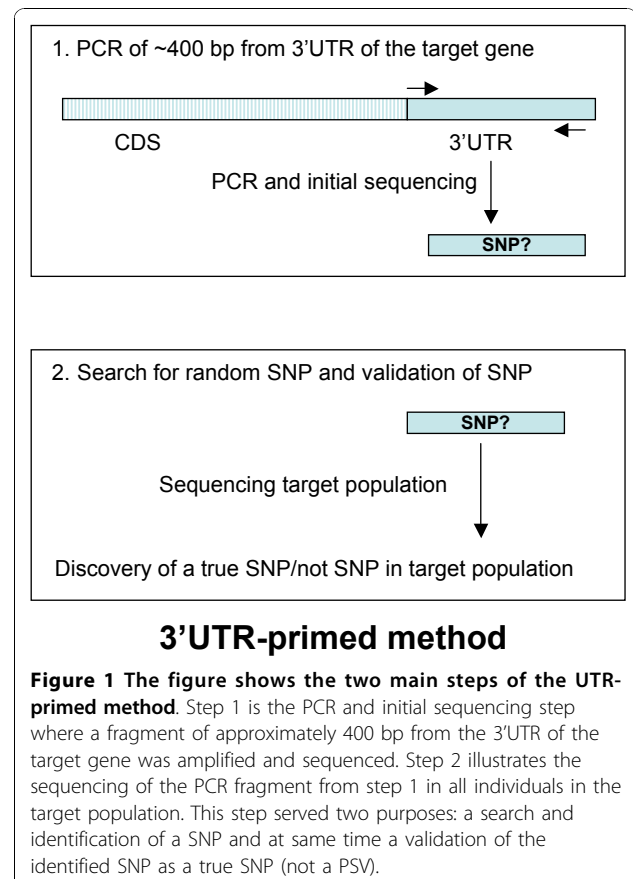 1. PCR of ~400 bp from 3'UTR of the target gene
CDS
3'UTR
PCR and initial sequencing
SNP?
2. Search for random SNP and validation of SNP
SNP?
Sequencing target population
Discovery of a true SNP/not SNP in target population
3'UTR-primed method
Figure 1 The figure shows the two main steps of the UTR-
primed method. Step 1 is the PCR and initial sequencing step
where a fragment of approximately 400 bp from the 3'UTR of the
target gene was amplified and sequenced. Step 2 illustrates the
sequencing of the PCR fragment from step 1 in all individuals in the
target population. This step served two purposes: a search and
identification of a SNP and at same time a validation of the
identified SNP as a true SNP (not a PSV).